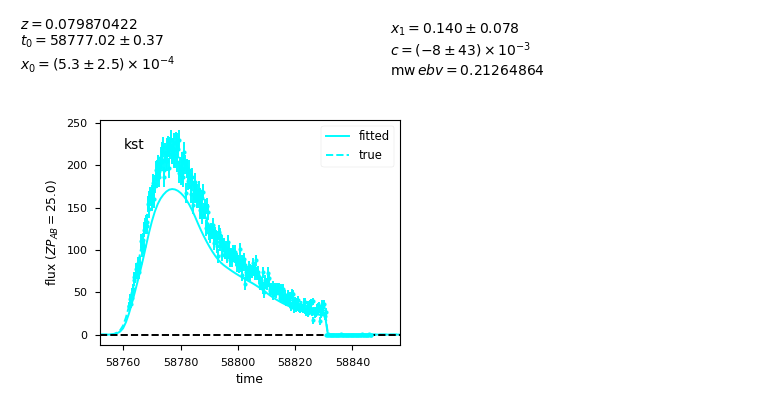 z = 0.079870422
t₀ = 58777.02 ± 0.37
x₀ = (5.3 ± 2.5) × 10⁻⁴
x₁ = 0.140 ± 0.078
c = (−8 ± 43) × 10⁻³
mw ebv = 0.21264864
kst
fitted
true
250
200
150
100
50
0
flux (ZP_AB = 25.0)
58760 58780 58800 58820 58840
time